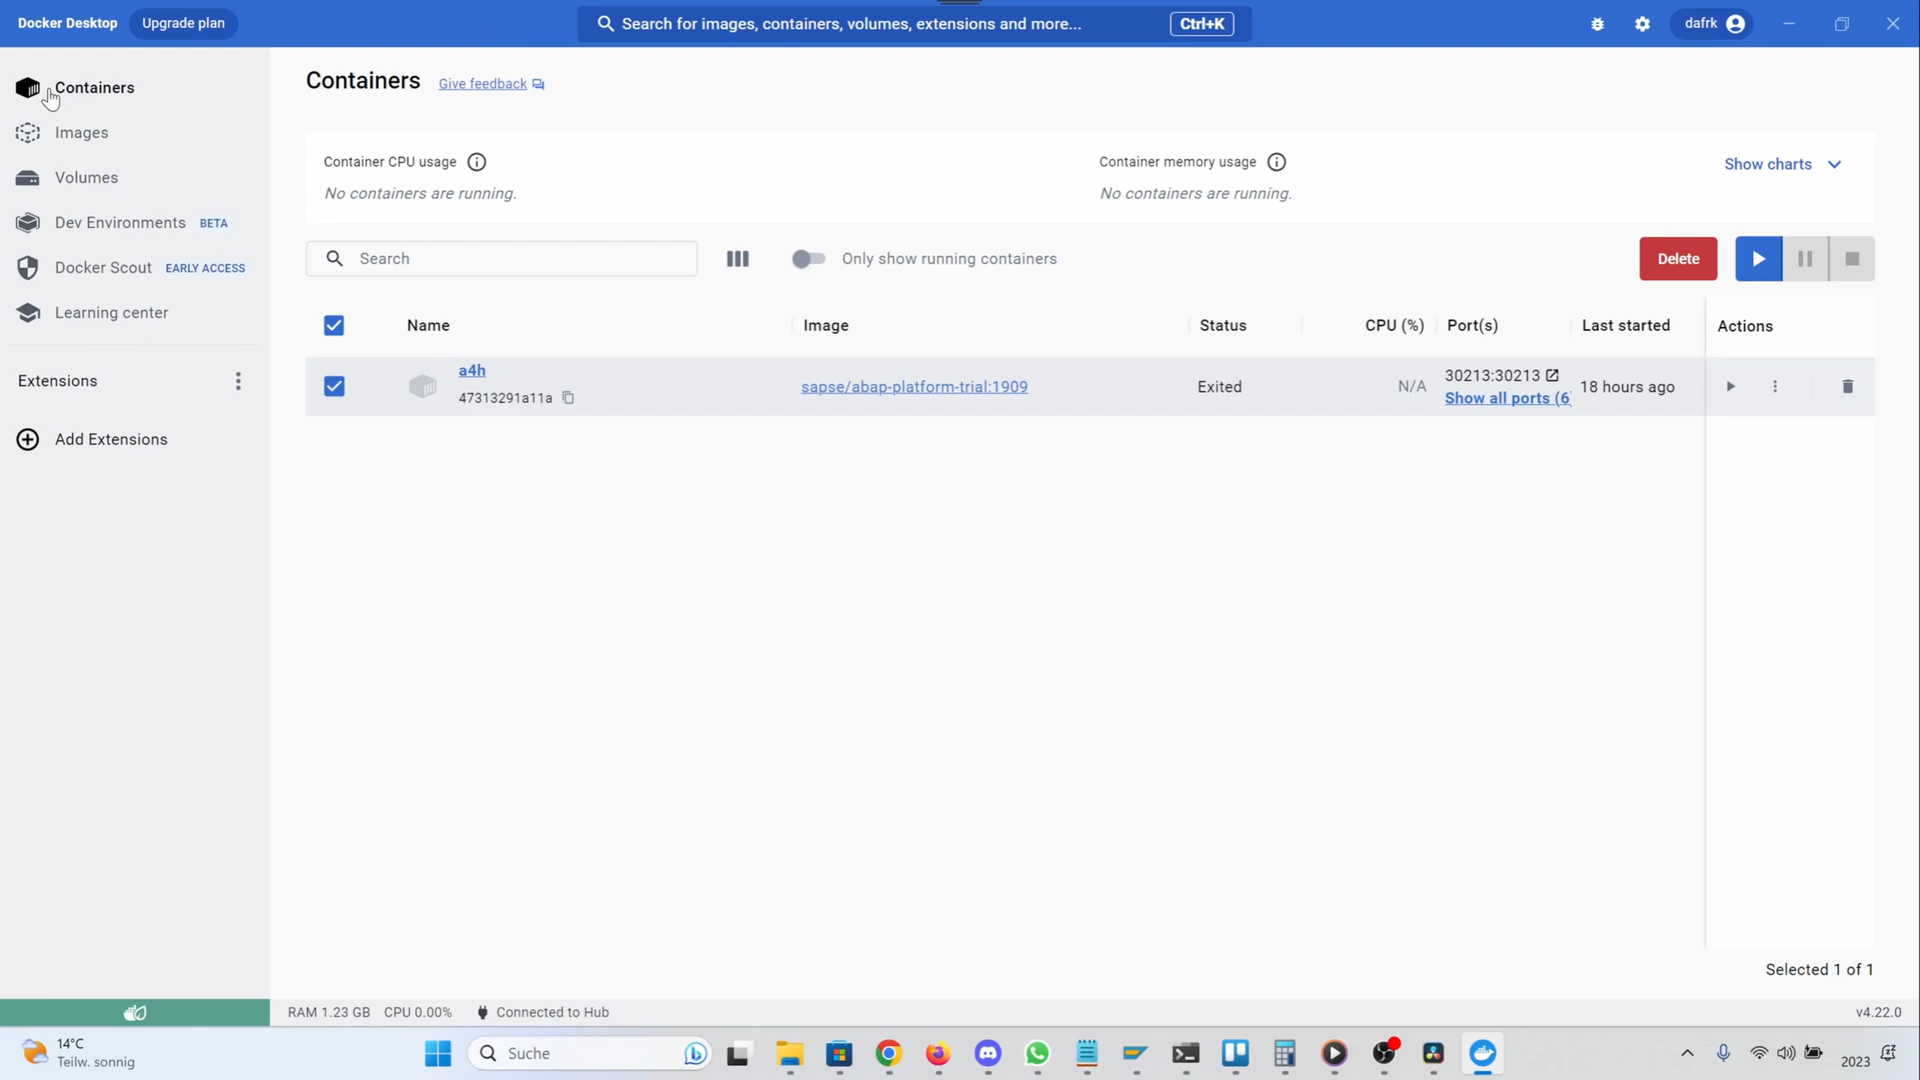 Docker Desktop Upgrade plan Search for images, containers, volumes, extensions and more... Ctrl+K dafrk
Containers
Images
Volumes
Dev Environments BETA
Docker Scout EARLY ACCESS
Learning center
Extensions
Add Extensions
Containers Give feedback
Container CPU usage
No containers are running.
Container memory usage
No containers are running.
Show charts
Search
Only show running containers
Delete
Name Image Status CPU (%) Port(s) Last started Actions
a4h
47313291a11a
sapse/abap-platform-trial:1909 Exited N/A
30213:30213
Show all ports (6
18 hours ago
Selected 1 of 1
RAM 1.23 GB CPU 0.00% Connected to Hub v4.22.0
14°C
Teilw. sonnig
Suche
2023